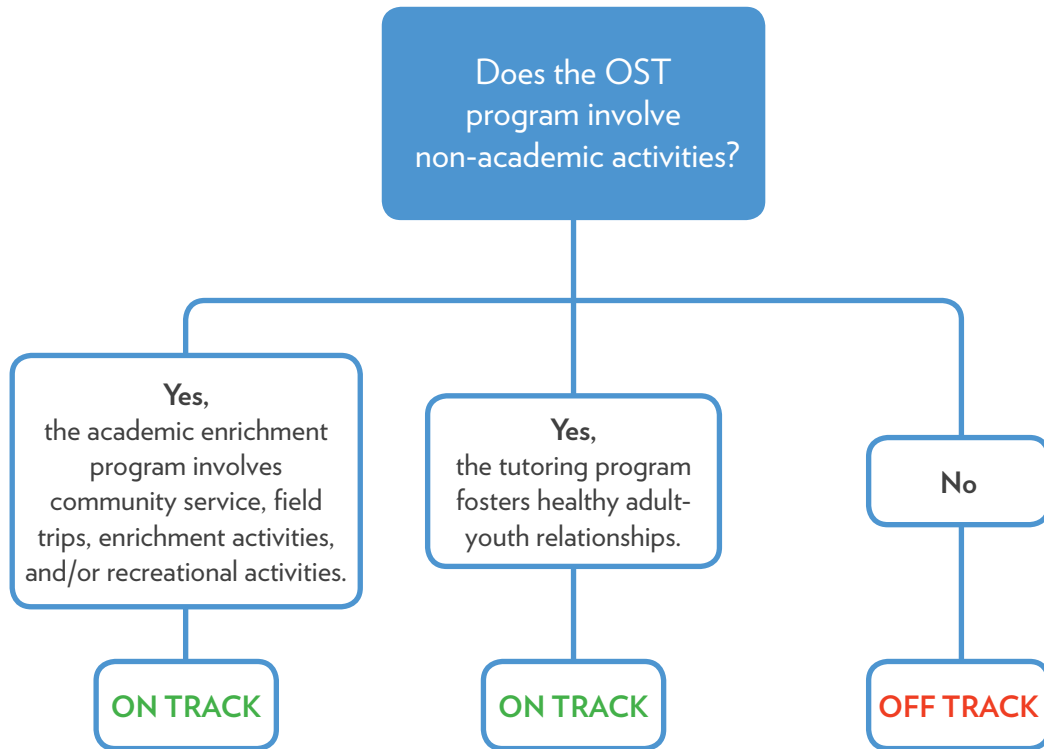 Does the OST
program involve
non-academic activities?
Yes,
the academic enrichment
program involves
community service, field
trips, enrichment activities,
and/or recreational activities.
Yes,
the tutoring program
fosters healthy adult-
youth relationships.
No
ON TRACK
ON TRACK
OFF TRACK